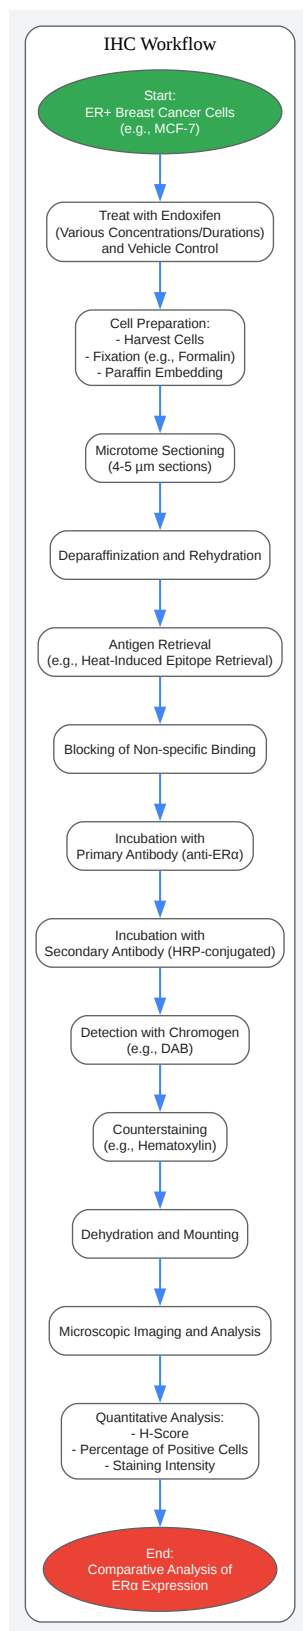 IHC Workflow
Start:
ER+ Breast Cancer Cells
(e.g., MCF-7)
Treat with Endoxifen
(Various Concentrations/Durations)
and Vehicle Control
Cell Preparation:
- Harvest Cells
- Fixation (e.g., Formalin)
- Paraffin Embedding
Microtome Sectioning
(4-5 µm sections)
Deparaffinization and Rehydration
Antigen Retrieval
(e.g., Heat-Induced Epitope Retrieval)
Blocking of Non-specific Binding
Incubation with
Primary Antibody (anti-ERα)
Incubation with
Secondary Antibody (HRP-conjugated)
Detection with Chromogen
(e.g., DAB)
Counterstaining
(e.g., Hematoxylin)
Dehydration and Mounting
Microscopic Imaging and Analysis
Quantitative Analysis:
- H-Score
- Percentage of Positive Cells
- Staining Intensity
End:
Comparative Analysis of
ERα Expression